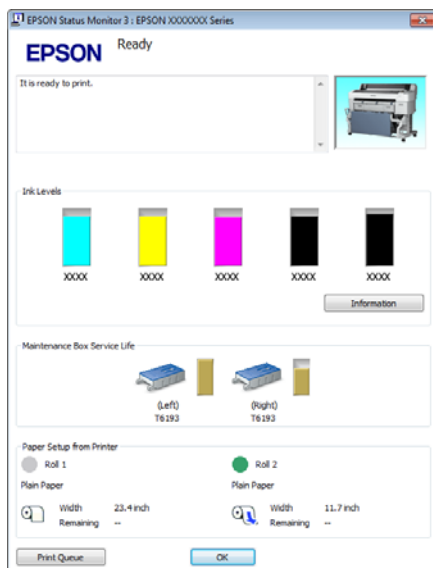 EPSON Status Monitor 3 : EPSON XXXXXXX Series
EPSON
Ready
It is ready to print.
Ink Levels
XXXX XXXX XXXX XXXX XXXX
Information
Maintenance Box Service Life
(Left) (Right)
T6193 T6193
Paper Setup from Printer
Roll 1 Roll 2
Plain Paper Plain Paper
Width 23.4 inch Width 11.7 inch
Remaining -- Remaining --
Print Queue OK